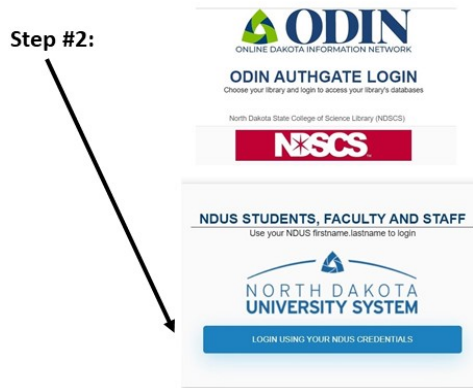 Step #2:
ODIN
ONLINE DAKOTA INFORMATION NETWORK
ODIN AUTHGATE LOGIN
Choose your library and login to access your library's databases
North Dakota State College of Science Library (NDSCS)
NDSCS
NDUS STUDENTS, FACULTY AND STAFF
Use your NDUS firstname.lastname to login
NORTH DAKOTA
UNIVERSITY SYSTEM
LOGIN USING YOUR NDUS CREDENTIALS